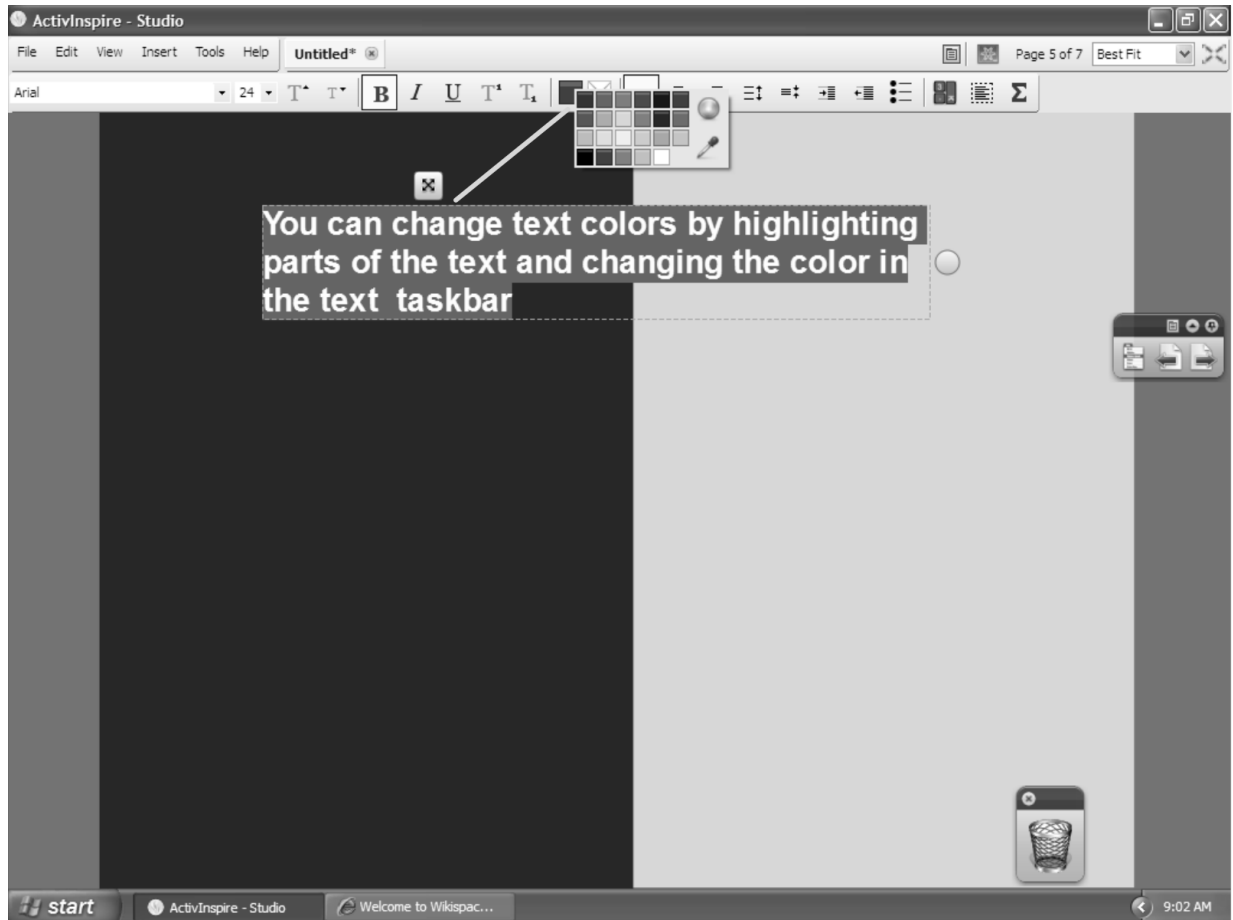 ActivInspire - Studio
File Edit View Insert Tools Help Untitled* Page 5 of 7 Best Fit
Arial 24 T T B I U T¹ T₁ Σ
You can change text colors by highlighting
parts of the text and changing the color in
the text taskbar
start ActivInspire - Studio Welcome to Wikispac... 9:02 AM